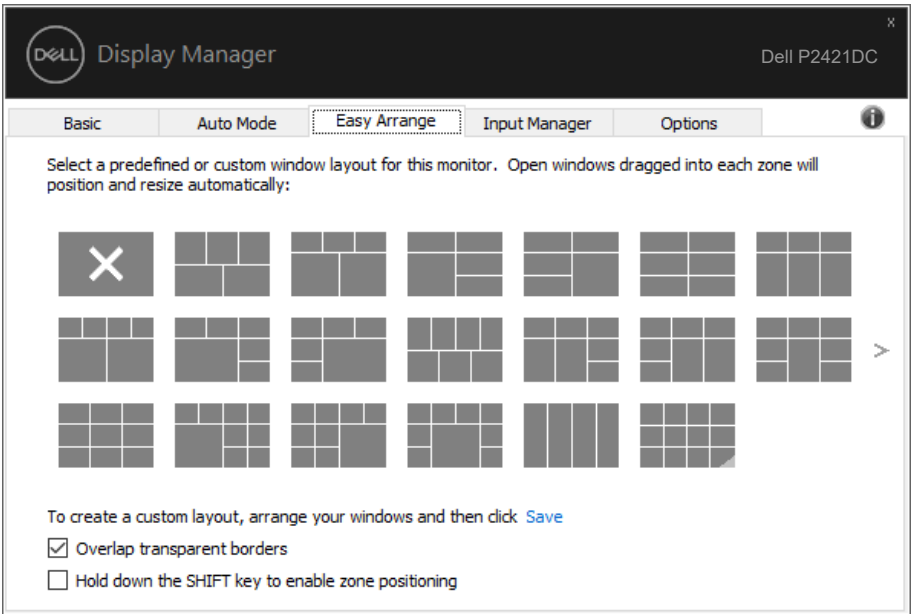 x
DELL Display Manager
Dell P2421DC
Basic Auto Mode Easy Arrange Input Manager Options
Select a predefined or custom window layout for this monitor. Open windows dragged into each zone will
position and resize automatically:
>
To create a custom layout, arrange your windows and then click Save
Overlap transparent borders
Hold down the SHIFT key to enable zone positioning